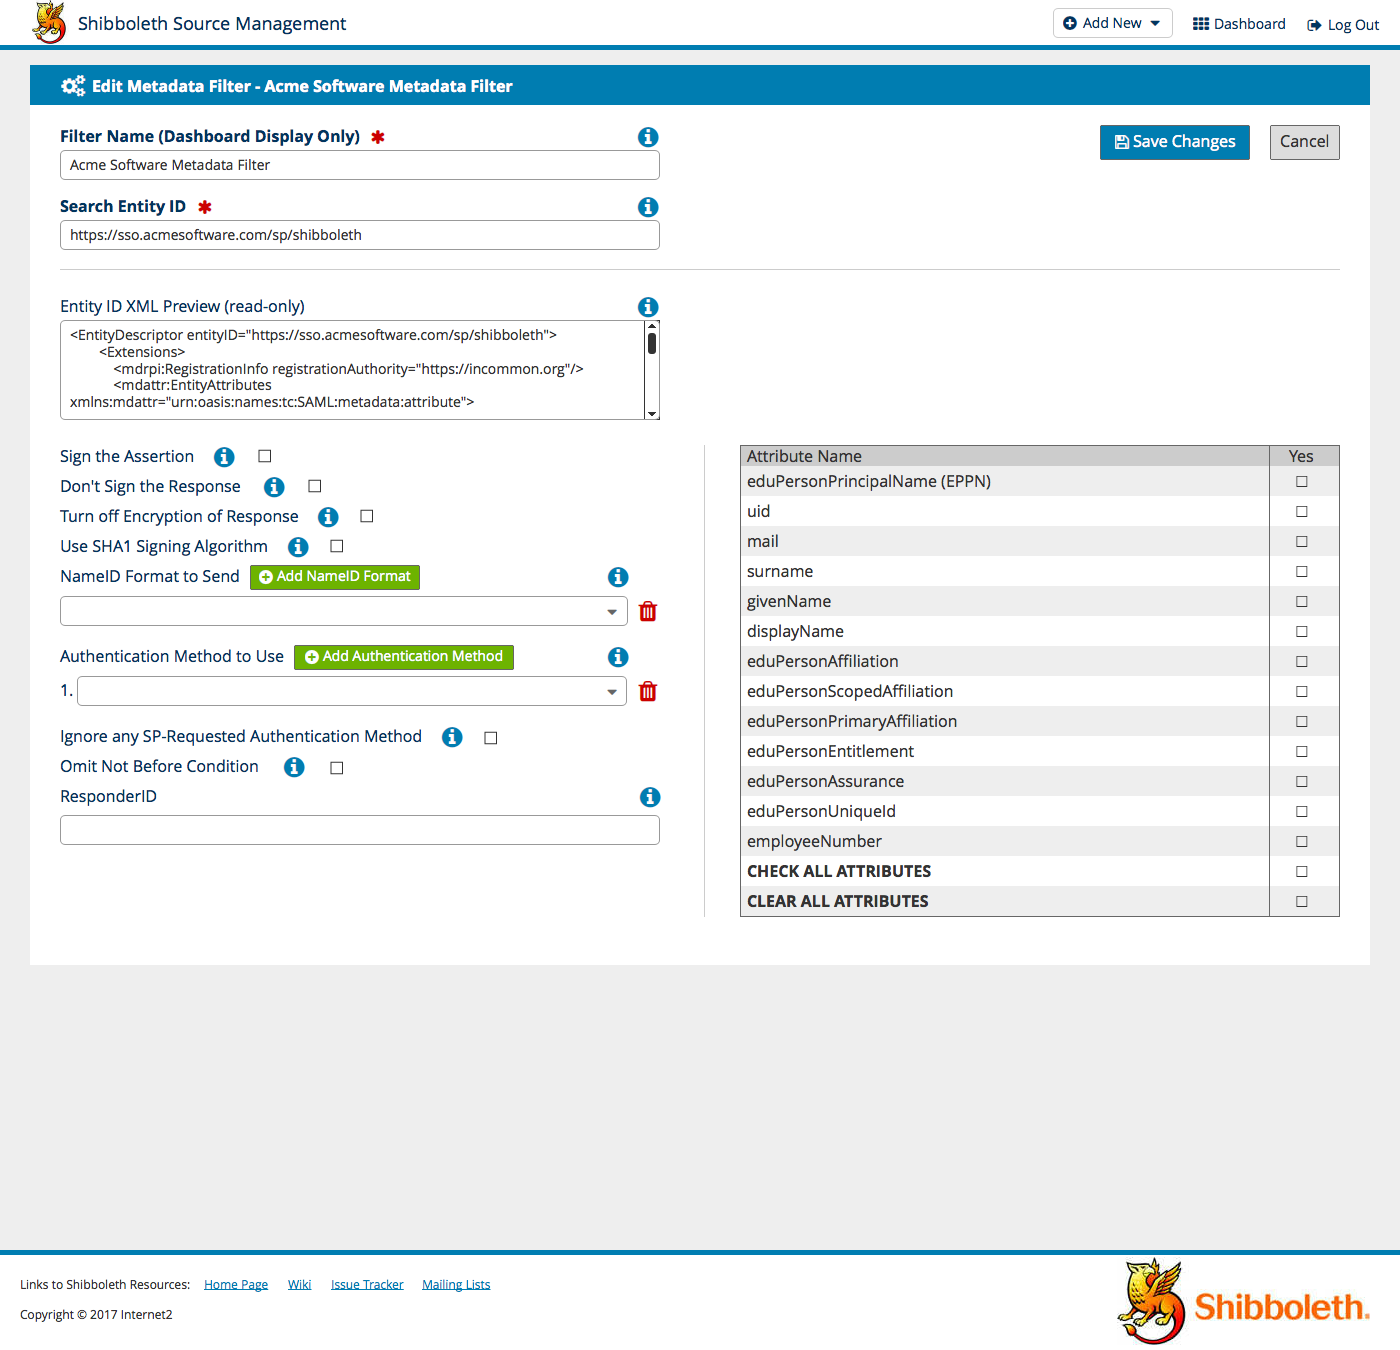 Shibboleth Source Management
Add New
Dashboard
Log Out
Edit Metadata Filter - Acme Software Metadata Filter
Filter Name (Dashboard Display Only) ✱
Save Changes
Cancel
Acme Software Metadata Filter
Search Entity ID ✱
https://sso.acmesoftware.com/sp/shibboleth
Entity ID XML Preview (read-only)
<EntityDescriptor entityID="https://sso.acmesoftware.com/sp/shibboleth">
<Extensions>
<mdrpi:RegistrationInfo registrationAuthority="https://incommon.org"/>
<mdattr:EntityAttributes
xmlns:mdattr="urn:oasis:names:tc:SAML:metadata:attribute">
Sign the Assertion
Don't Sign the Response
Turn off Encryption of Response
Use SHA1 Signing Algorithm
NameID Format to Send
Add NameID Format
Authentication Method to Use
Add Authentication Method
1.
Ignore any SP-Requested Authentication Method
Omit Not Before Condition
ResponderID
Attribute Name Yes
eduPersonPrincipalName (EPPN)
uid
mail
surname
givenName
displayName
eduPersonAffiliation
eduPersonScopedAffiliation
eduPersonPrimaryAffiliation
eduPersonEntitlement
eduPersonAssurance
eduPersonUniqueId
employeeNumber
CHECK ALL ATTRIBUTES
CLEAR ALL ATTRIBUTES
Links to Shibboleth Resources: Home Page Wiki Issue Tracker Mailing Lists
Copyright © 2017 Internet2
Shibboleth.